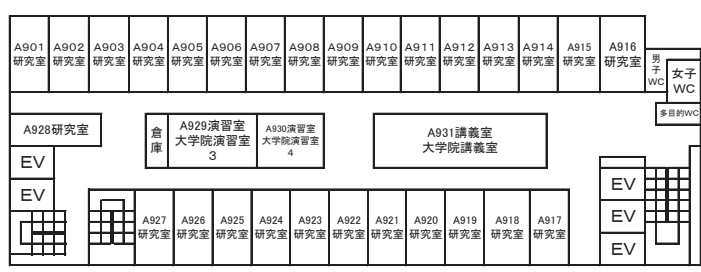 A901
研究室
A902
研究室
A903
研究室
A904
研究室
A905
研究室
A906
研究室
A907
研究室
A908
研究室
A909
研究室
A910
研究室
A911
研究室
A912
研究室
A913
研究室
A914
研究室
A915
研究室
A916
研究室
男
子
WC
女子
WC
多目的WC
A928研究室
倉
庫
A929演習室
大学院演習室
3
A930演習室
大学院演習室
4
A931講義室
大学院講義室
EV
EV
EV
EV
EV
A927
研究室
A926
研究室
A925
研究室
A924
研究室
A923
研究室
A922
研究室
A921
研究室
A920
研究室
A919
研究室
A918
研究室
A917
研究室